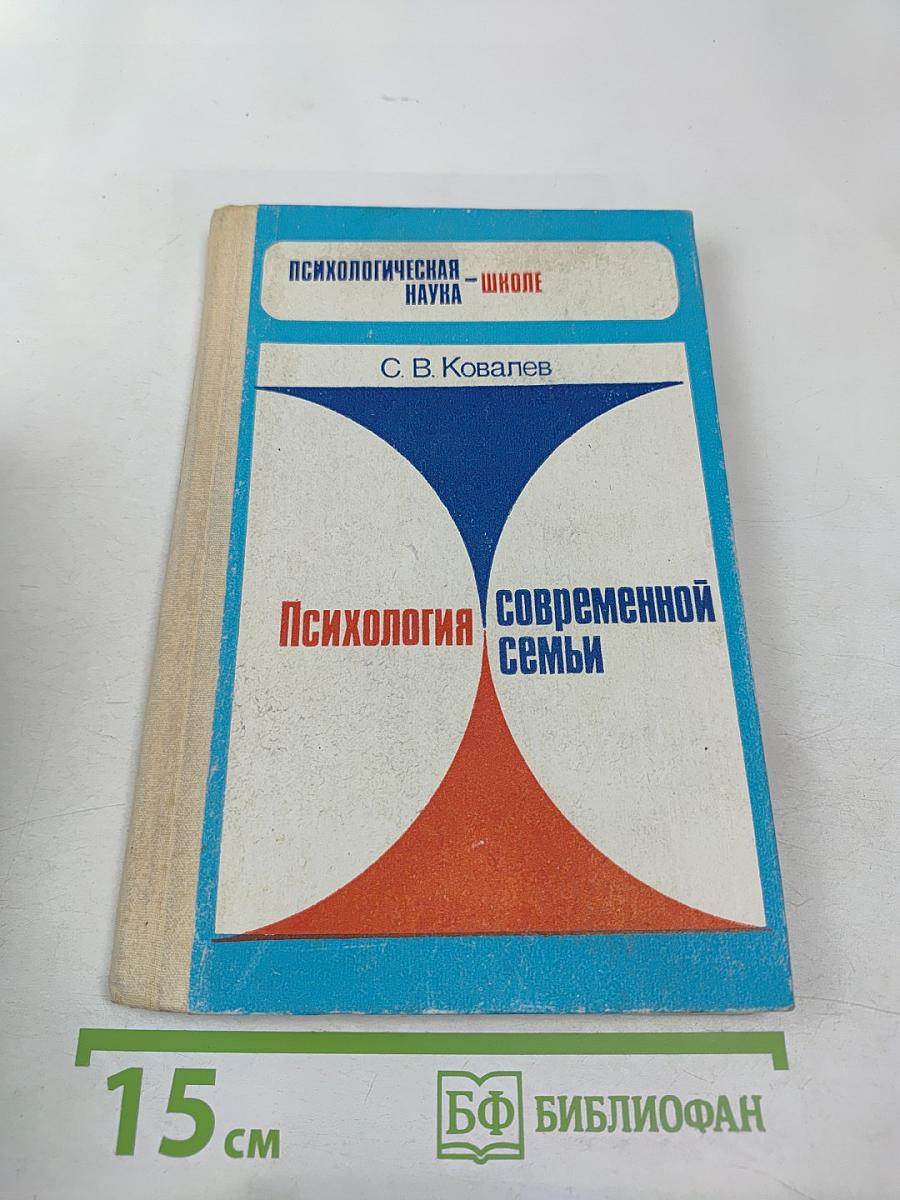 ПСИХОЛОГИЧЕСКАЯ
НАУКА – ШКОЛЕ
С. В. Ковалев
Психология
современной
семьи
15 см
БФ БИБЛИОФАН